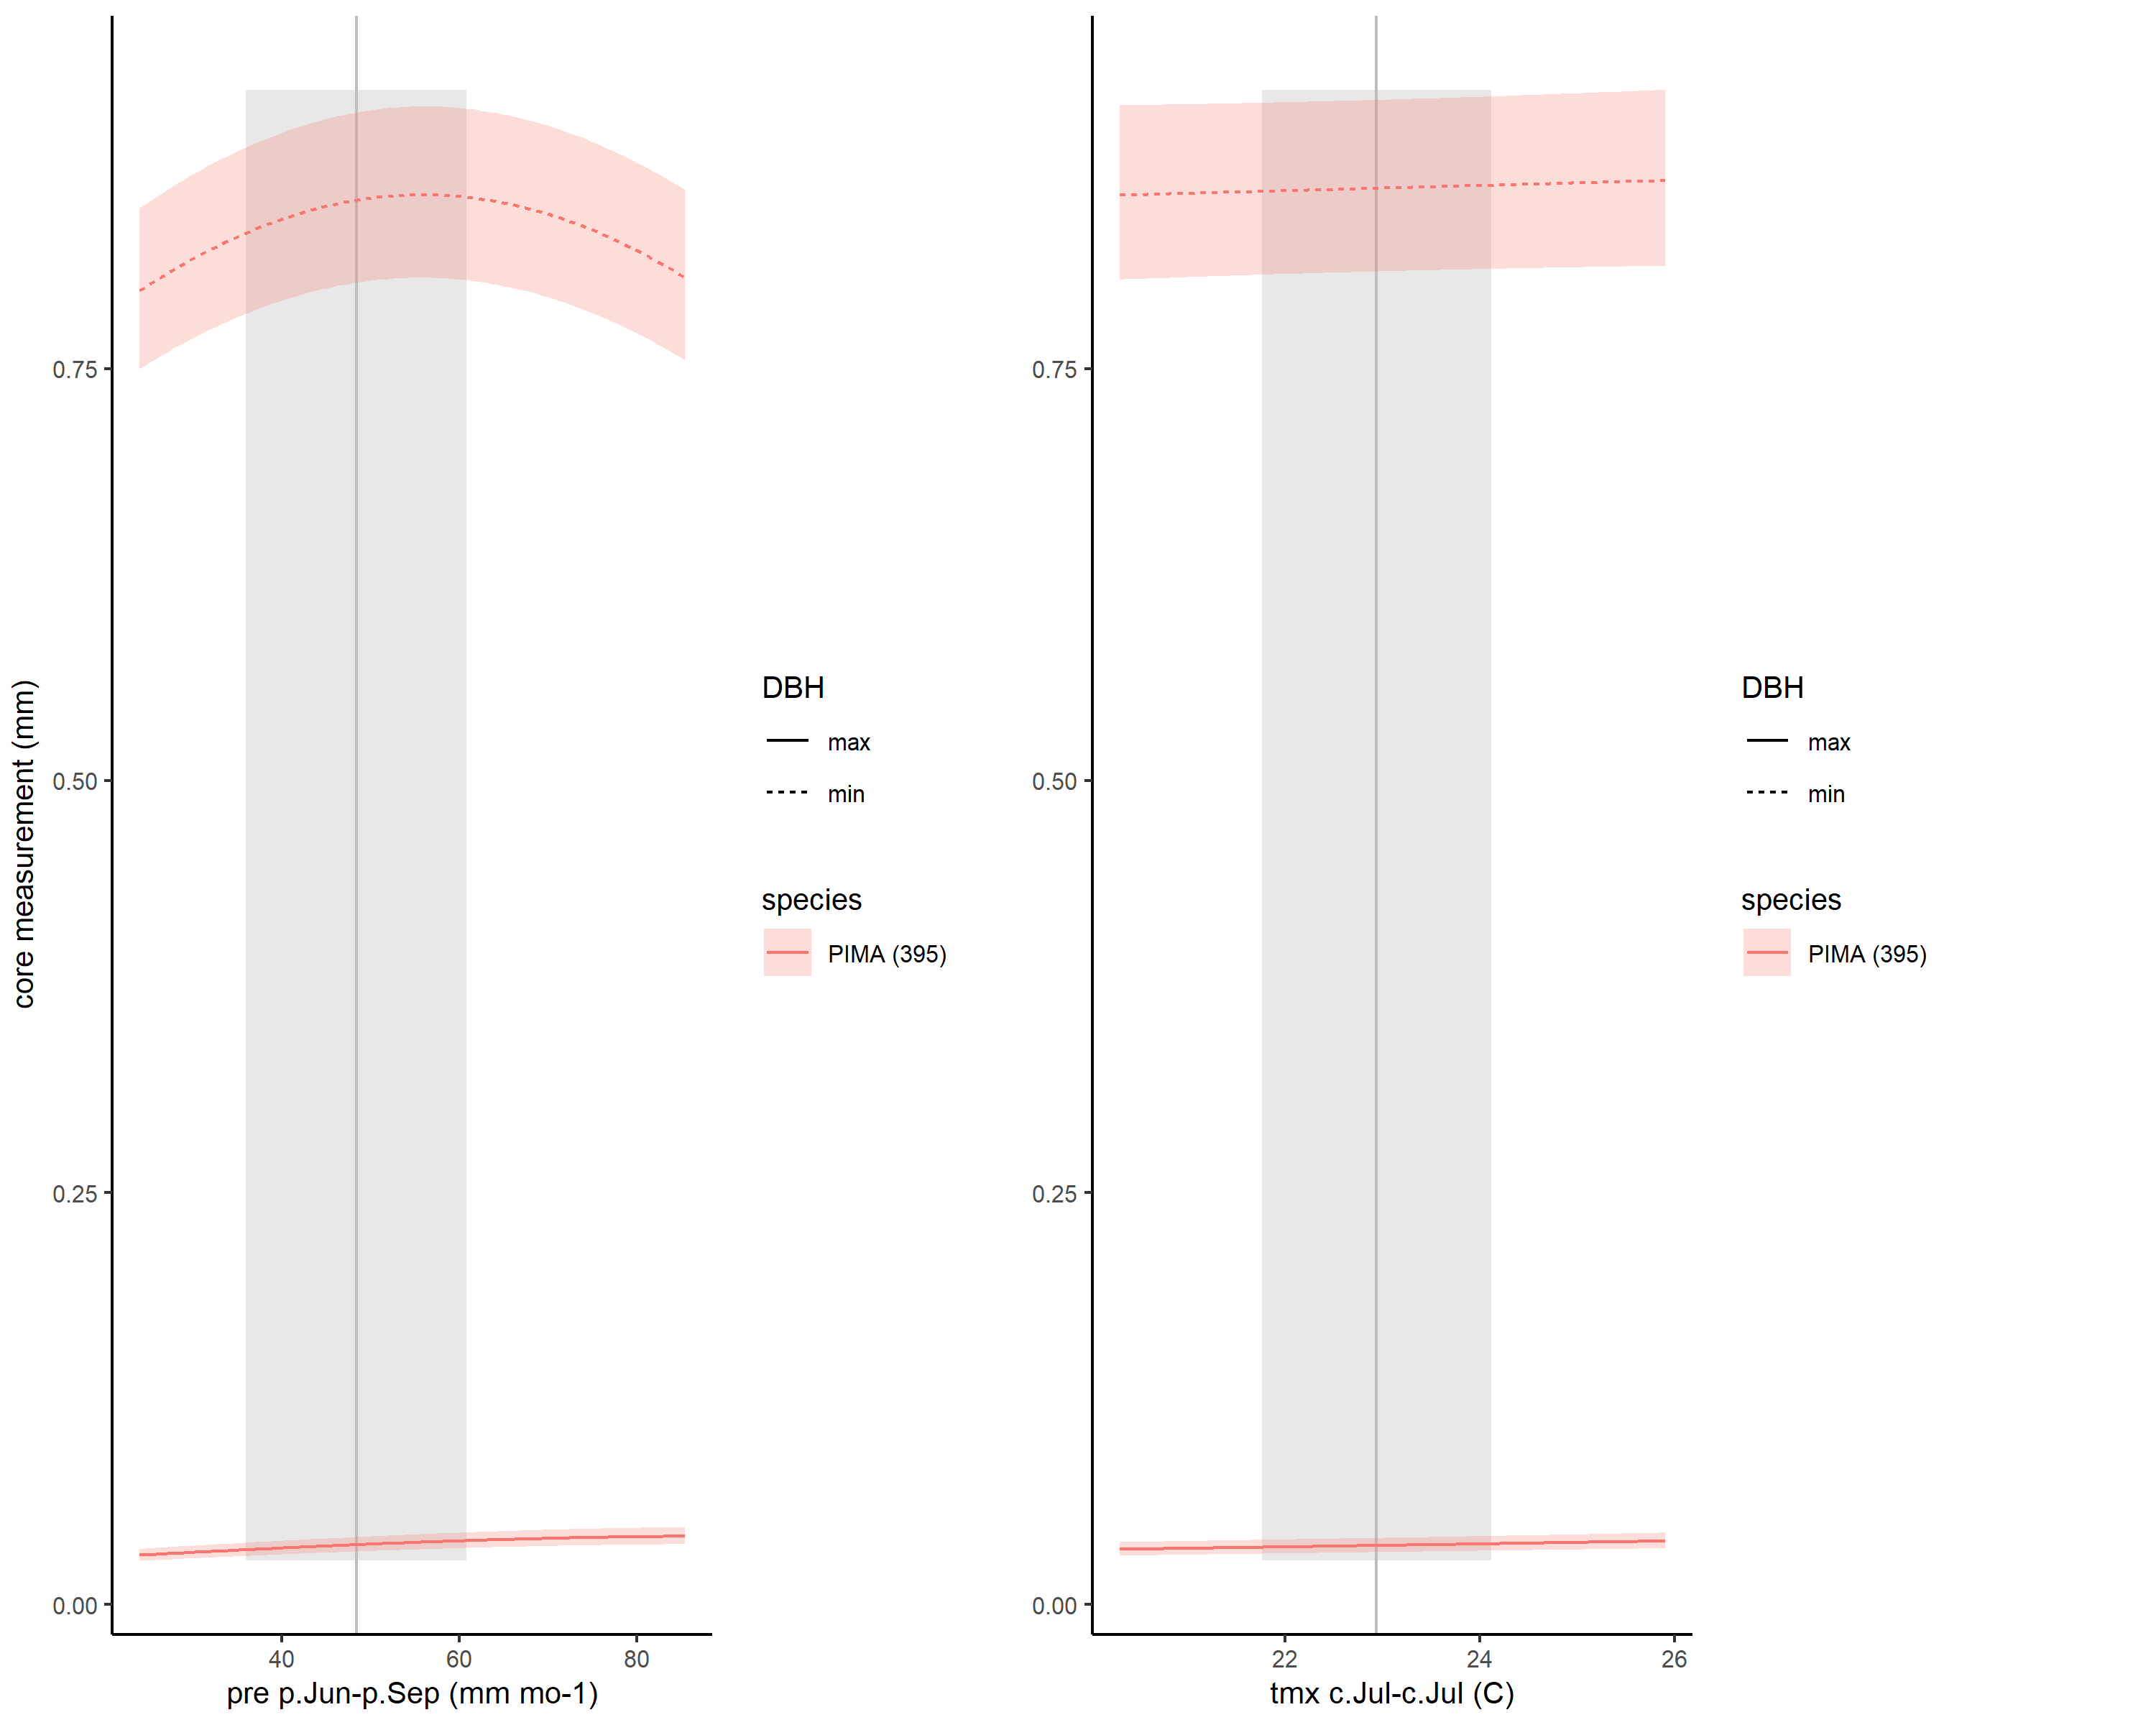 core measurement (mm)
0.75
0.50
0.25
0.00
40 60 80
pre p.Jun-p.Sep (mm mo-1)
DBH
max
min
species
PIMA (395)
0.75
0.50
0.25
0.00
22 24 26
tmx c.Jul-c.Jul (C)
DBH
max
min
species
PIMA (395)